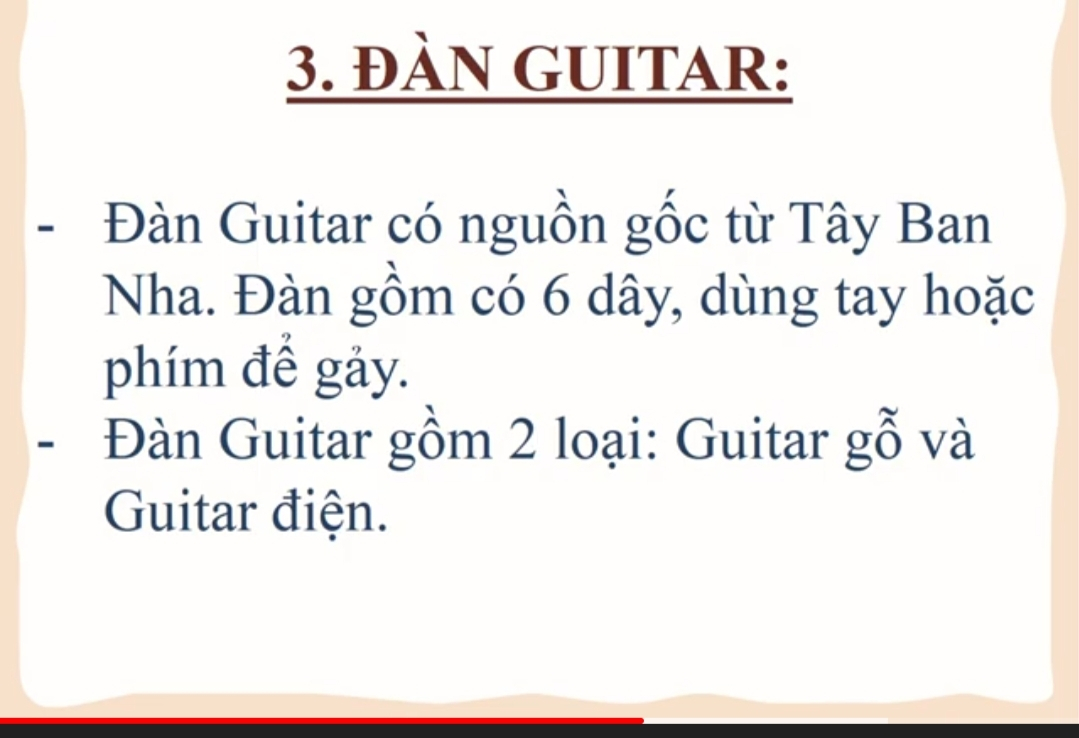 3. ĐÀN GUITAR:
- Đàn Guitar có nguồn gốc từ Tây Ban
Nha. Đàn gồm có 6 dây, dùng tay hoặc
phím để gảy.
- Đàn Guitar gồm 2 loại: Guitar gỗ và
Guitar điện.